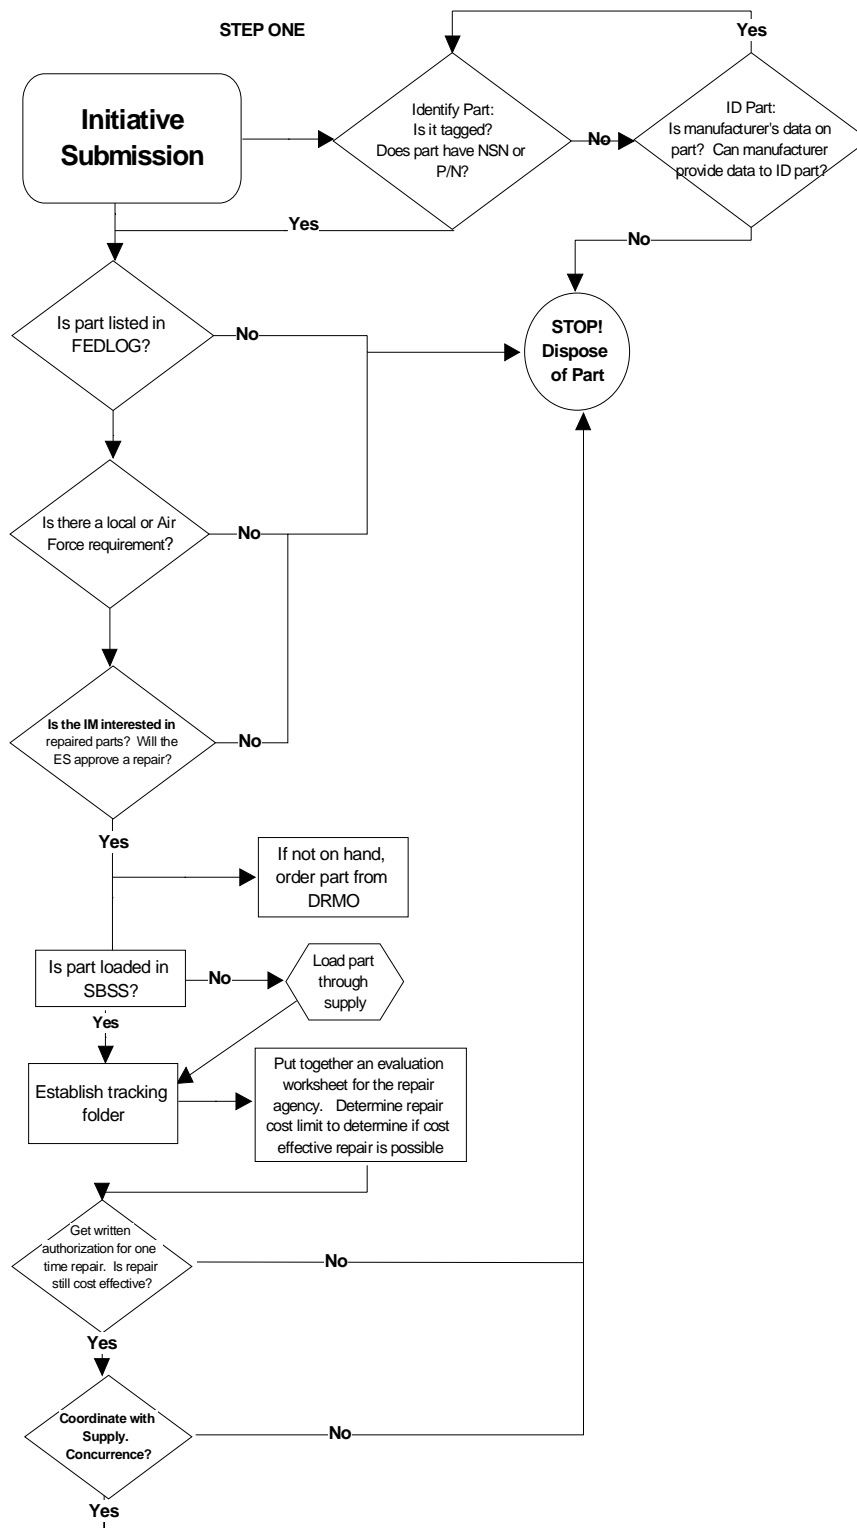 STEP ONE
Yes
Initiative
Submission
Identify Part:
Is it tagged?
Does part have NSN or
P/N?
No
ID Part:
Is manufacturer's data on
part? Can manufacturer
provide data to ID part?
Yes
No
Is part listed in
FEDLOG?
No
STOP!
Dispose
of Part
Is there a local or Air
Force requirement?
No
Is the IM interested in
repaired parts? Will the
ES approve a repair?
No
Yes
If not on hand,
order part from
DRMO
Is part loaded in
SBSS?
No
Load part
through
supply
Yes
Establish tracking
folder
Put together an evaluation
worksheet for the repair
agency. Determine repair
cost limit to determine if cost
effective repair is possible
Get written
authorization for one
time repair. Is repair
still cost effective?
No
Yes
Coordinate with
Supply.
Concurrence?
No
Yes